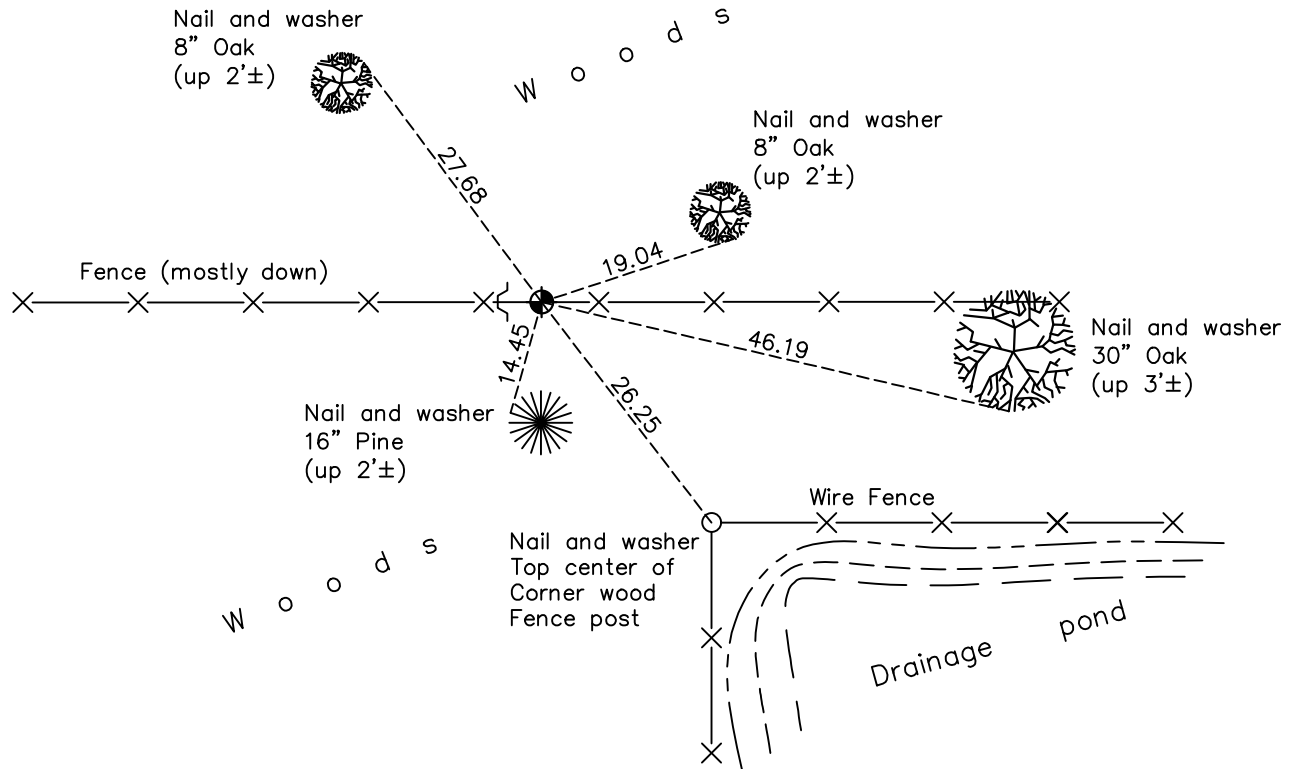 Nail and washer
8” Oak
(up 2'±)
Woods
Nail and washer
8” Oak
(up 2'±)
27.68
19.04
Fence (mostly down)
46.19
Nail and washer
30” Oak
(up 3'±)
14.45
26.25
Nail and washer
16” Pine
(up 2'±)
Wire Fence
Nail and washer
Top center of
Corner wood
Fence post
Woods
Drainage pond